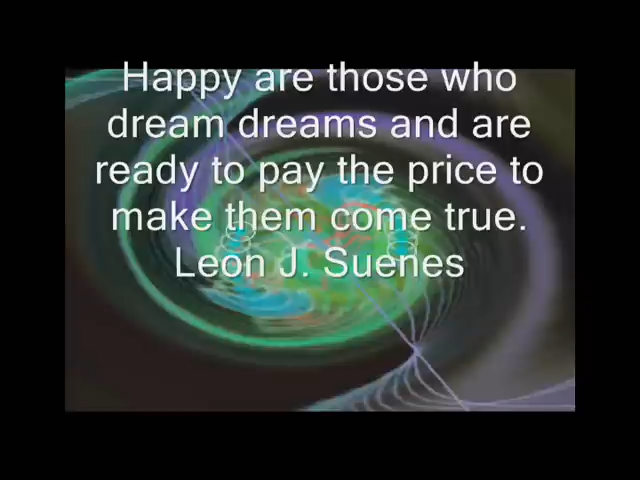 Happy are those who
dream dreams and are
ready to pay the price to
make them come true.
Leon J. Suenes